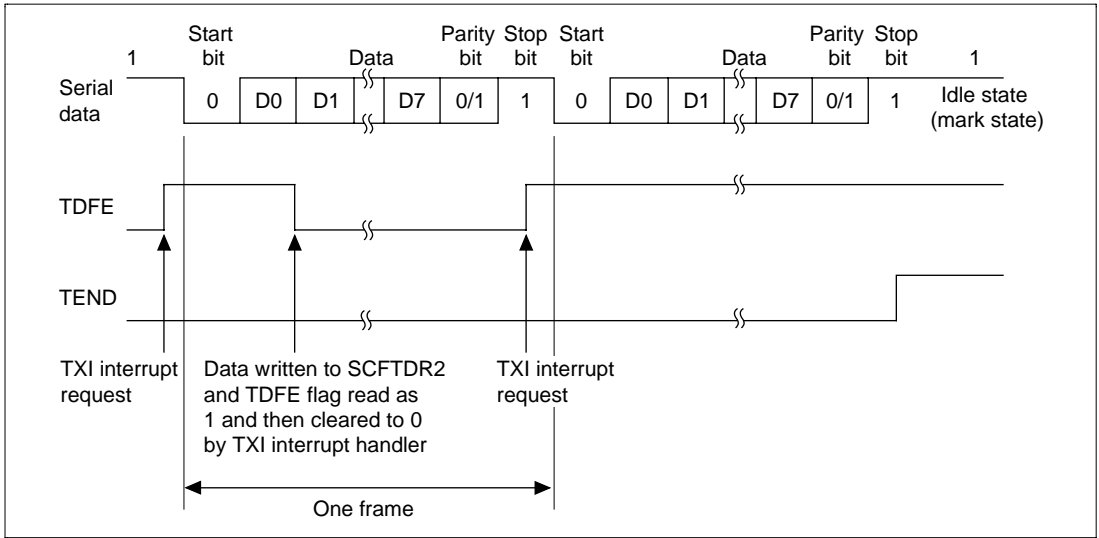 Start Parity Stop Start Parity Stop
1 bit Data bit bit bit Data bit bit 1
Serial data
0 D0 D1 D7 0/1 1 0 D0 D1 D7 0/1 1
Idle state
(mark state)
TDFE
TEND
TXI interrupt
request
Data written to SCFTDR2
and TDFE flag read as
1 and then cleared to 0
by TXI interrupt handler
TXI interrupt
request
One frame